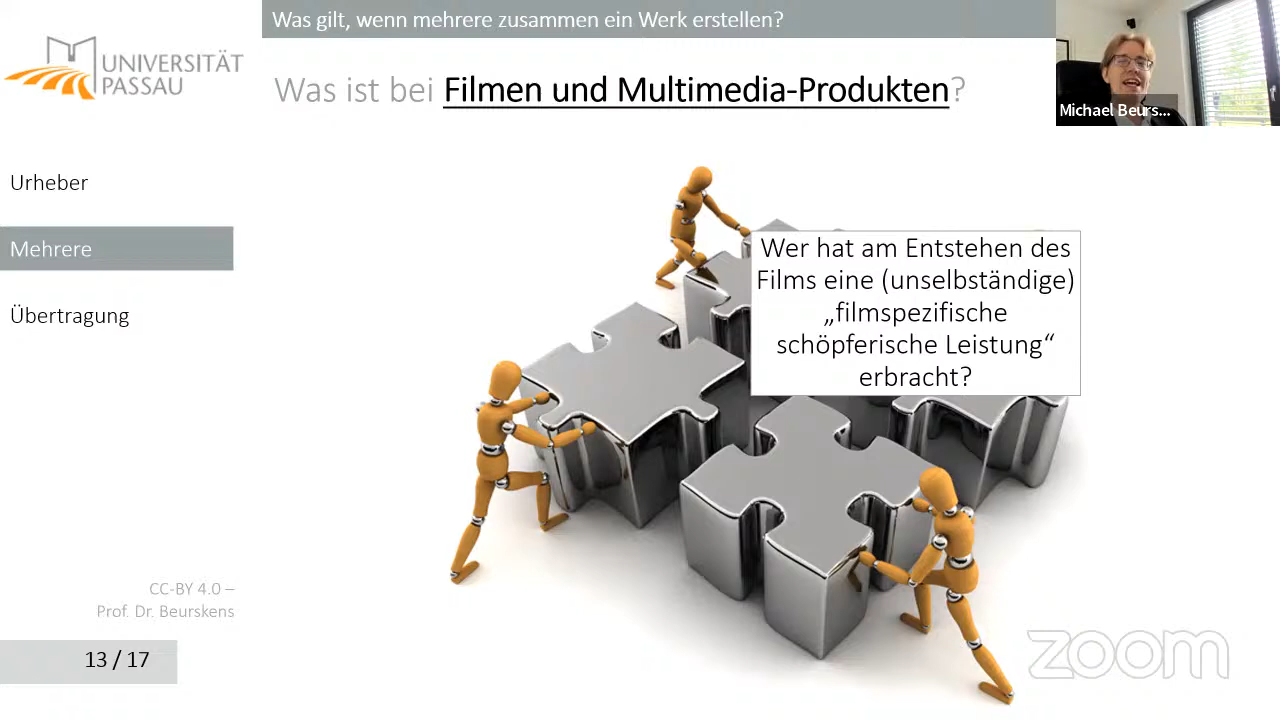 Was gilt, wenn mehrere zusammen ein Werk erstellen?
UNIVERSITÄT
PASSAU
Was ist bei Filmen und Multimedia-Produkten?
Michael Beurs...
Urheber
Mehrere
Übertragung
Wer hat am Entstehen des
Films eine (unselbständige)
„filmspezifische
schöpferische Leistung“
erbracht?
CC-BY 4.0 –
Prof. Dr. Beurskens
13 / 17
zoom